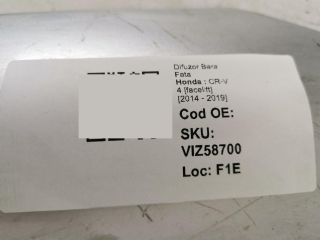 Difuzor Bara
Fata
Honda : CR-V
4 [facelift]
[2014 - 2019]
Cod OE:
SKU:
VIZ58700
Loc: F1E